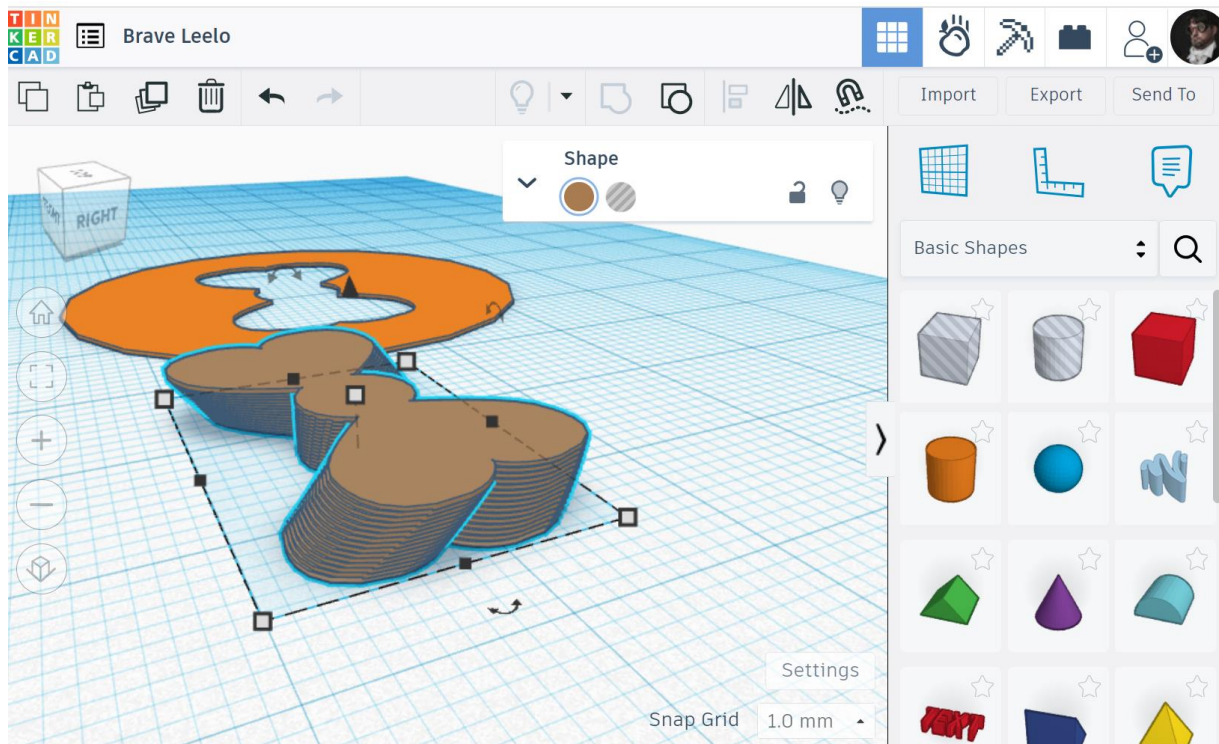 TIN
KER
CAD
Brave Leelo
Import
Export
Send To
Shape
RIGHT
Basic Shapes
Settings
Snap Grid
1.0 mm
TEXT